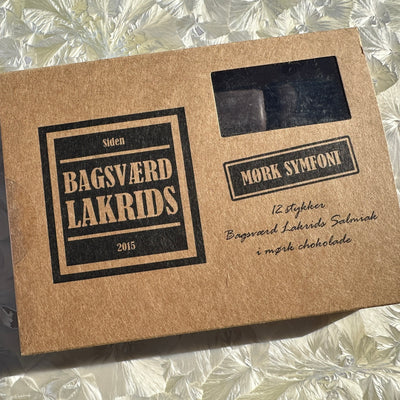 Siden
BAGSVÆRD
LAKRIDS
2015
MØRK SYMFONI
12 stykker
Bagsværd Lakrids Salmiak
i mørk chokolade